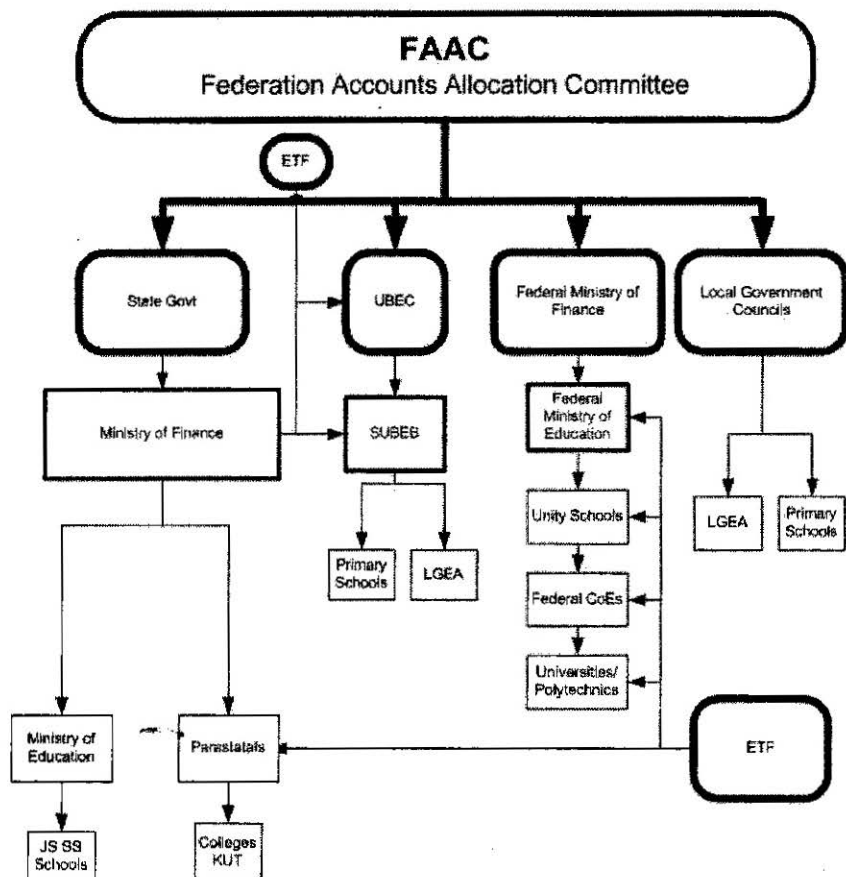 FAAC
Federation Accounts Allocation Committee
ETF
State Govt
UBEC
Federal Ministry of
Finance
Local Government
Councils
Ministry of Finance
SUBEB
Federal
Ministry of
Education
Primary
Schools
LGEA
Unity Schools
LGEA
Primary
Schools
Federal CoEs
Universities/
Polytechnics
Ministry of
Education
Parastatals
ETF
JS SS
Schools
Colleges
KUT